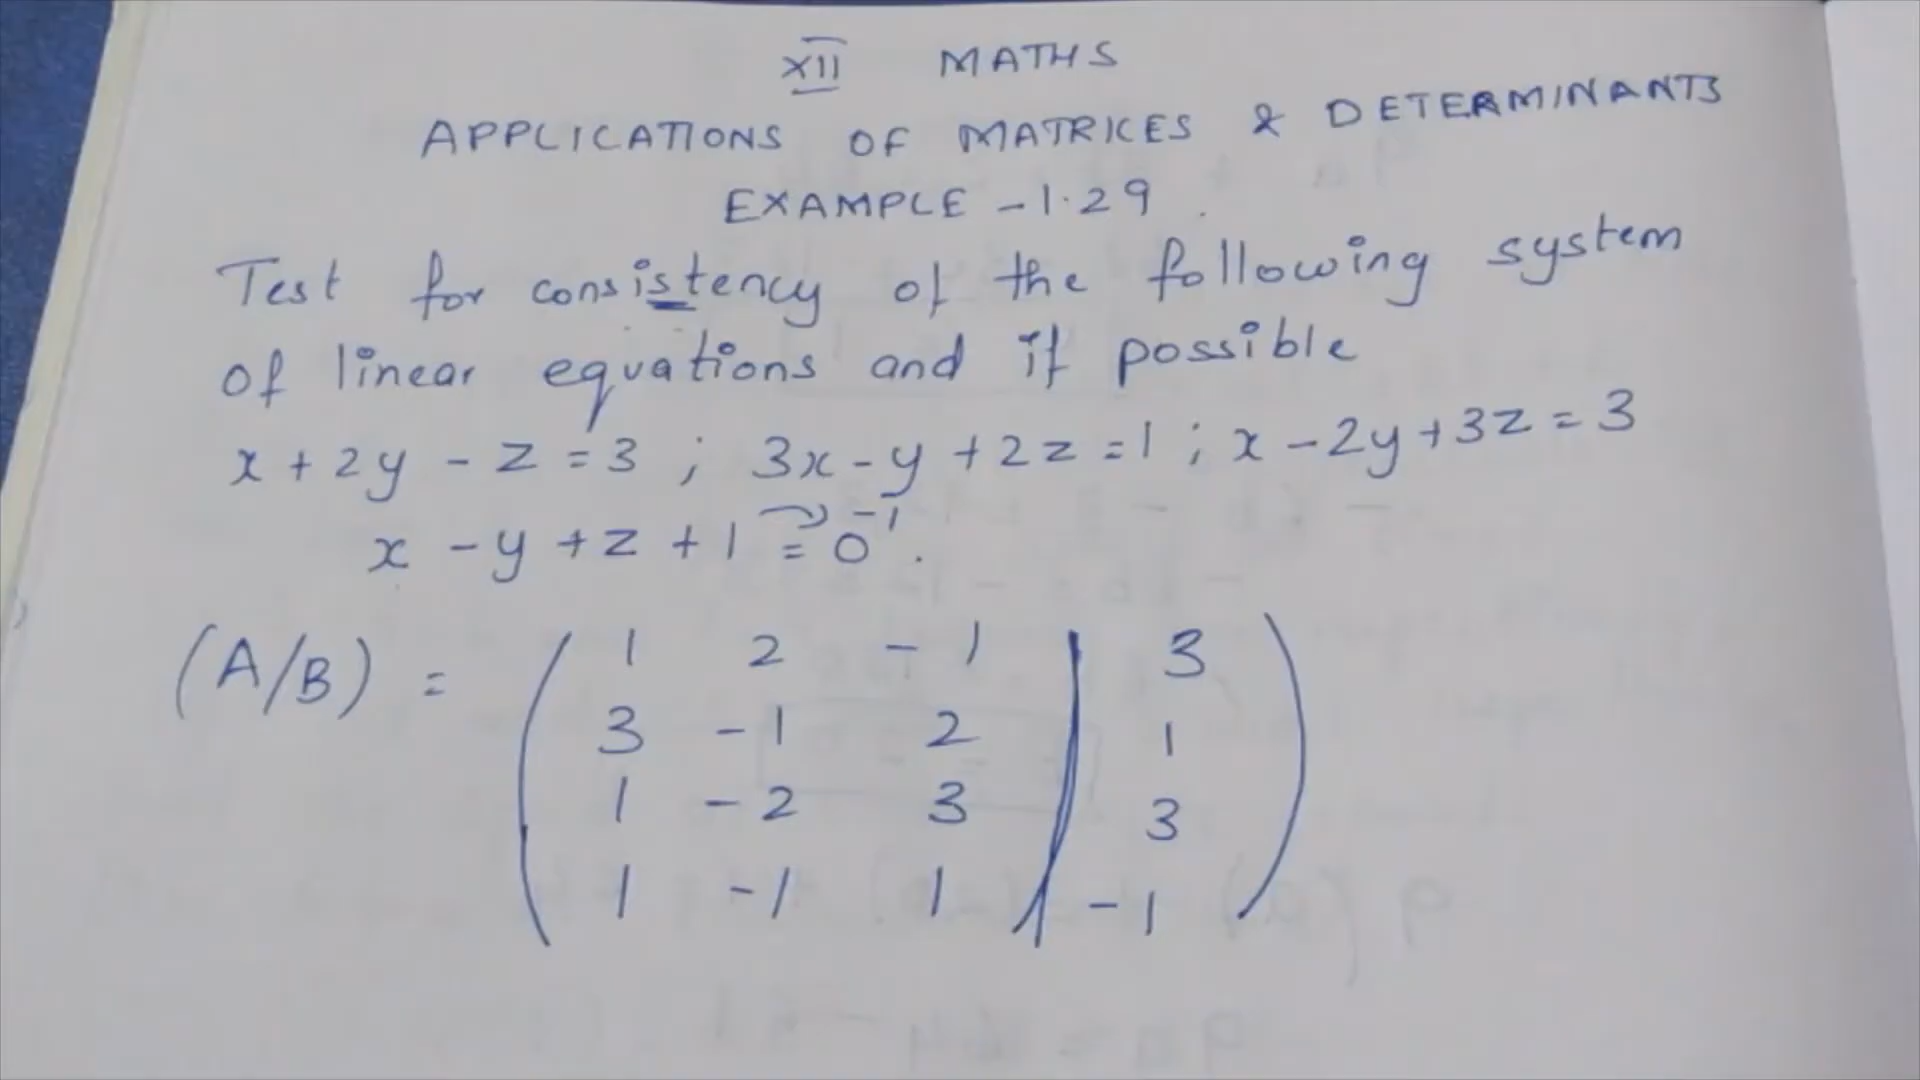 XII MATHS
APPLICATIONS OF MATRICES & DETERMINANTS
EXAMPLE - 1.29
Test for consistency of the following system
of linear equations and if possible
x + 2y - z = 3 ; 3x - y + 2z = 1 ; x - 2y + 3z = 3
x - y + z + 1 = 0 -1 .
(A/B) = ( 1 2 -1 | 3 )
3 -1 2 | 1
1 -2 3 | 3
1 -1 1 | -1